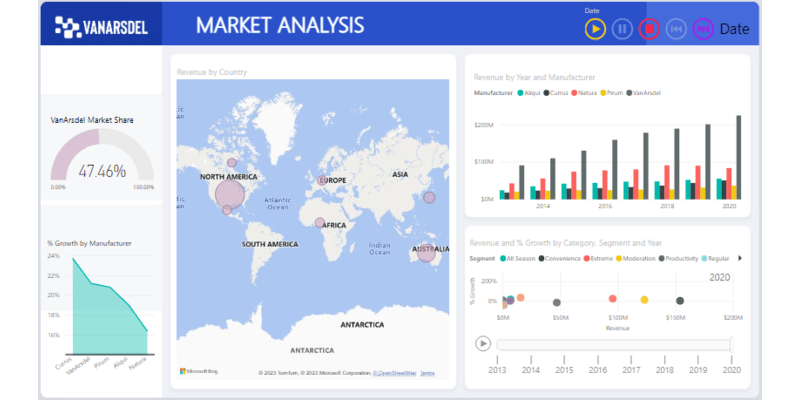 VANARSDEL
MARKET ANALYSIS
Date
Date
VanArsdel Market Share
47.46%
0.00%
100.00%
% Growth by Manufacturer
24%
22%
20%
18%
16%
Currus
VanArsdel
Pirum
Aliqui
Natura
Revenue by Country
NORTH AMERICA
EUROPE
ASIA
Atlantic
Ocean
AFRICA
SOUTH AMERICA
Indian
Ocean
AUSTRALIA
ANTARCTICA
ANTARCTICA
Microsoft Bing
© 2023 TomTom, © 2023 Microsoft Corporation, © OpenStreetMap Terms
Revenue by Year and Manufacturer
Manufacturer Aliqui Currus Natura Pirum VanArsdel
$200M
$100M
$0M
2014 2016 2018 2020
Revenue and % Growth by Category, Segment and Year
Segment All Season Convenience Extreme Moderation Productivity Regular
2020
% Growth
200%
0%
$0M $50M $100M $150M $200M
Revenue
2013 2014 2015 2016 2017 2018 2019 2020